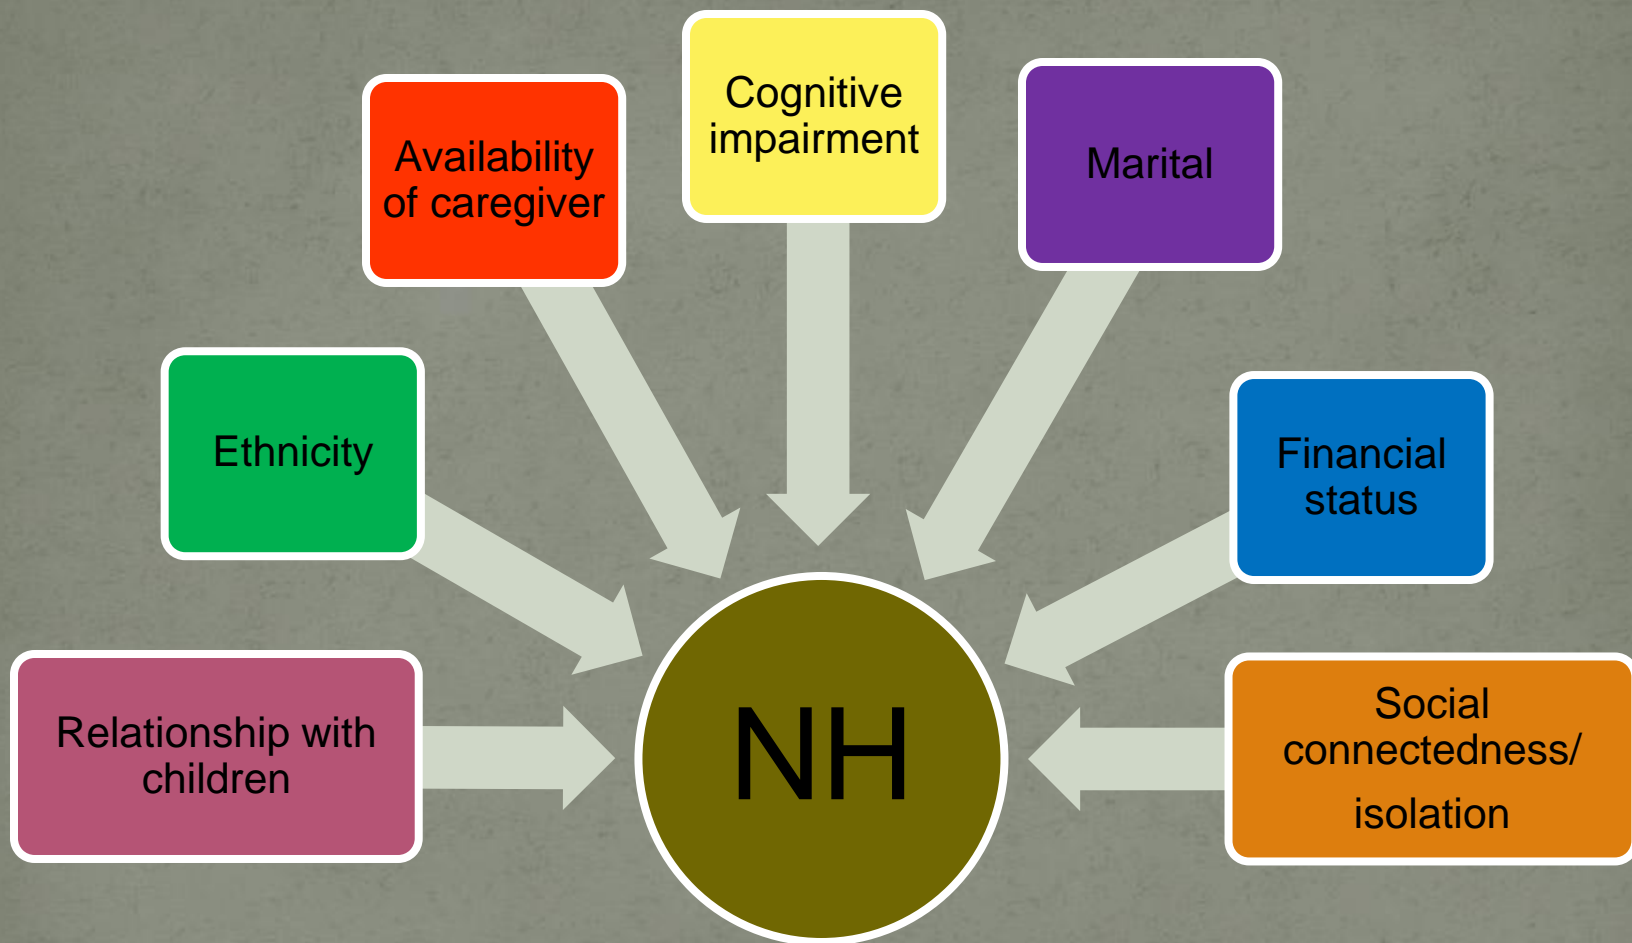 Cognitive
impairment
Availability
of caregiver
Marital
Ethnicity
Financial
status
Relationship with
children
NH
Social
connectedness/
isolation